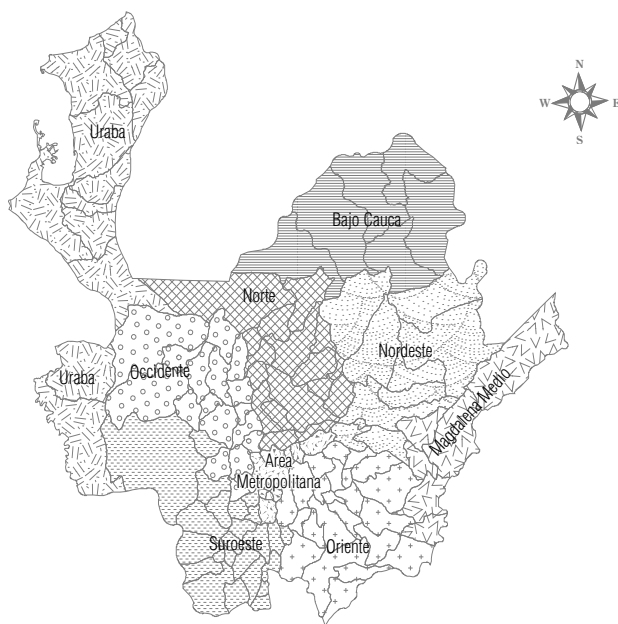 N
W
E
S
Uraba
Bajo Cauca
Norte
Nordeste
Occidente
Uraba
Magdalena Medio
Area
Metropolitana
Suroeste
Oriente